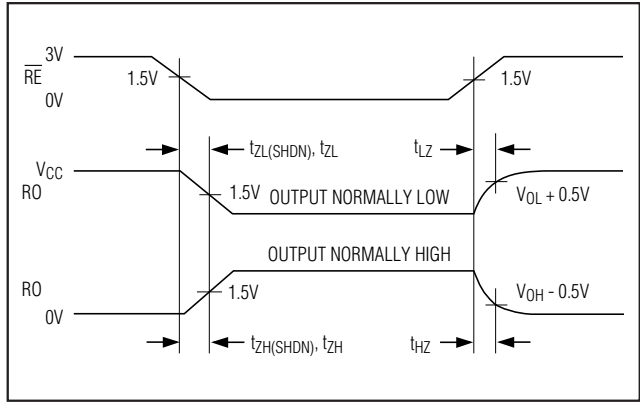 3V
RE
1.5V
1.5V
0V
tZL(SHDN), tZL
tLZ
VCC
RO
1.5V
OUTPUT NORMALLY LOW
VOL + 0.5V
OUTPUT NORMALLY HIGH
RO
1.5V
VOH - 0.5V
0V
tZH(SHDN), tZH
tHZ